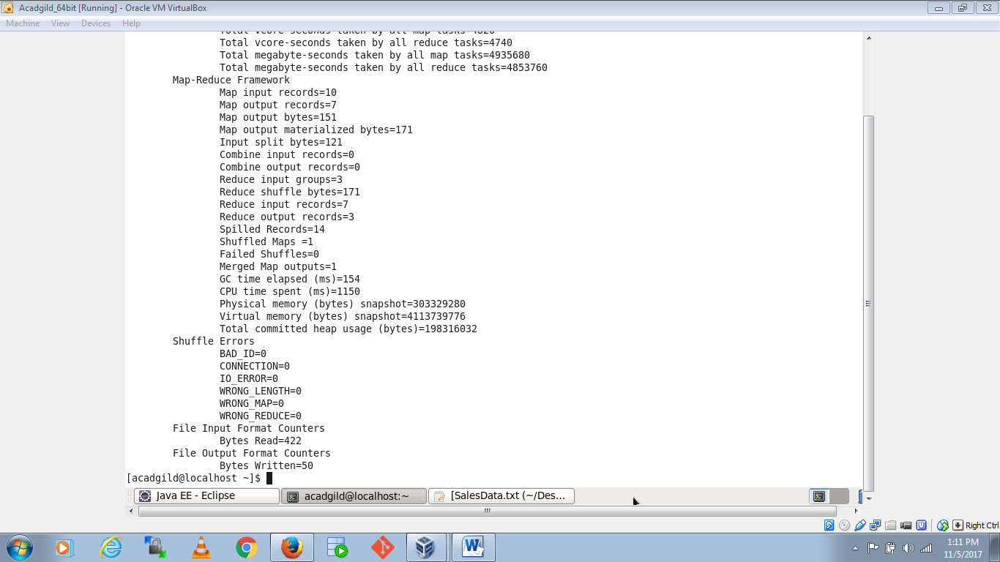 Acadgild_64bit [Running] - Oracle VM VirtualBox
Machine View Devices Help
Total vcore-seconds taken by all map tasks=4820
Total vcore-seconds taken by all reduce tasks=4740
Total megabyte-seconds taken by all map tasks=4935680
Total megabyte-seconds taken by all reduce tasks=4853760
Map-Reduce Framework
Map input records=10
Map output records=7
Map output bytes=151
Map output materialized bytes=171
Input split bytes=121
Combine input records=0
Combine output records=0
Reduce input groups=3
Reduce shuffle bytes=171
Reduce input records=7
Reduce output records=3
Spilled Records=14
Shuffled Maps =1
Failed Shuffles=0
Merged Map outputs=1
GC time elapsed (ms)=154
CPU time spent (ms)=1150
Physical memory (bytes) snapshot=303329280
Virtual memory (bytes) snapshot=4113739776
Total committed heap usage (bytes)=198316032
Shuffle Errors
BAD_ID=0
CONNECTION=0
IO_ERROR=0
WRONG_LENGTH=0
WRONG_MAP=0
WRONG_REDUCE=0
File Input Format Counters
Bytes Read=422
File Output Format Counters
Bytes Written=50
[acadgild@localhost ~]$
Java EE - Eclipse
acadgild@localhost:~
[SalesData.txt (~/Des...
Right Ctrl
1:11 PM
11/5/2017